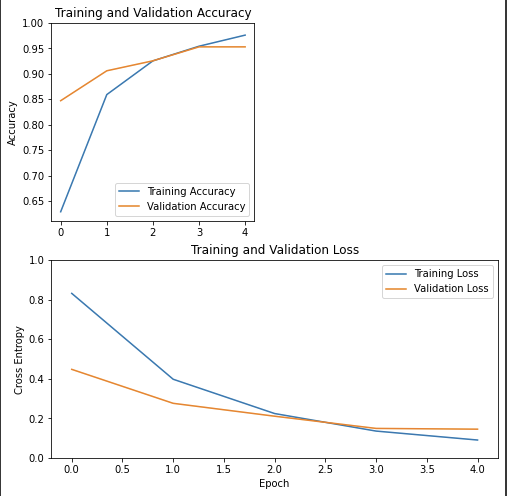 Training and Validation Accuracy
1.00
0.95
0.90
0.85
0.80
0.75
0.70
0.65
Accuracy
Training Accuracy
Validation Accuracy
0 1 2 3 4
Training and Validation Loss
1.0
0.8
0.6
0.4
0.2
0.0
Cross Entropy
Training Loss
Validation Loss
0.0 0.5 1.0 1.5 2.0 2.5 3.0 3.5 4.0
Epoch